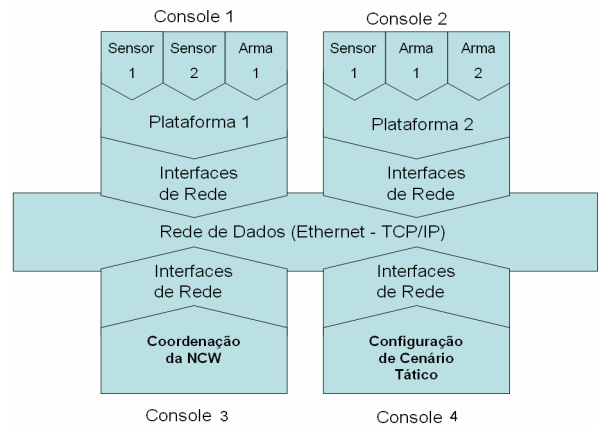 Console 1
Sensor
1
Sensor
2
Arma
1
Plataforma 1
Interfaces
de Rede
Console 2
Sensor
1
Arma
1
Arma
2
Plataforma 2
Interfaces
de Rede
Rede de Dados (Ethernet - TCP/IP)
Interfaces
de Rede
Coordenação
da NCW
Console 3
Interfaces
de Rede
Configuração
de Cenário
Tático
Console 4